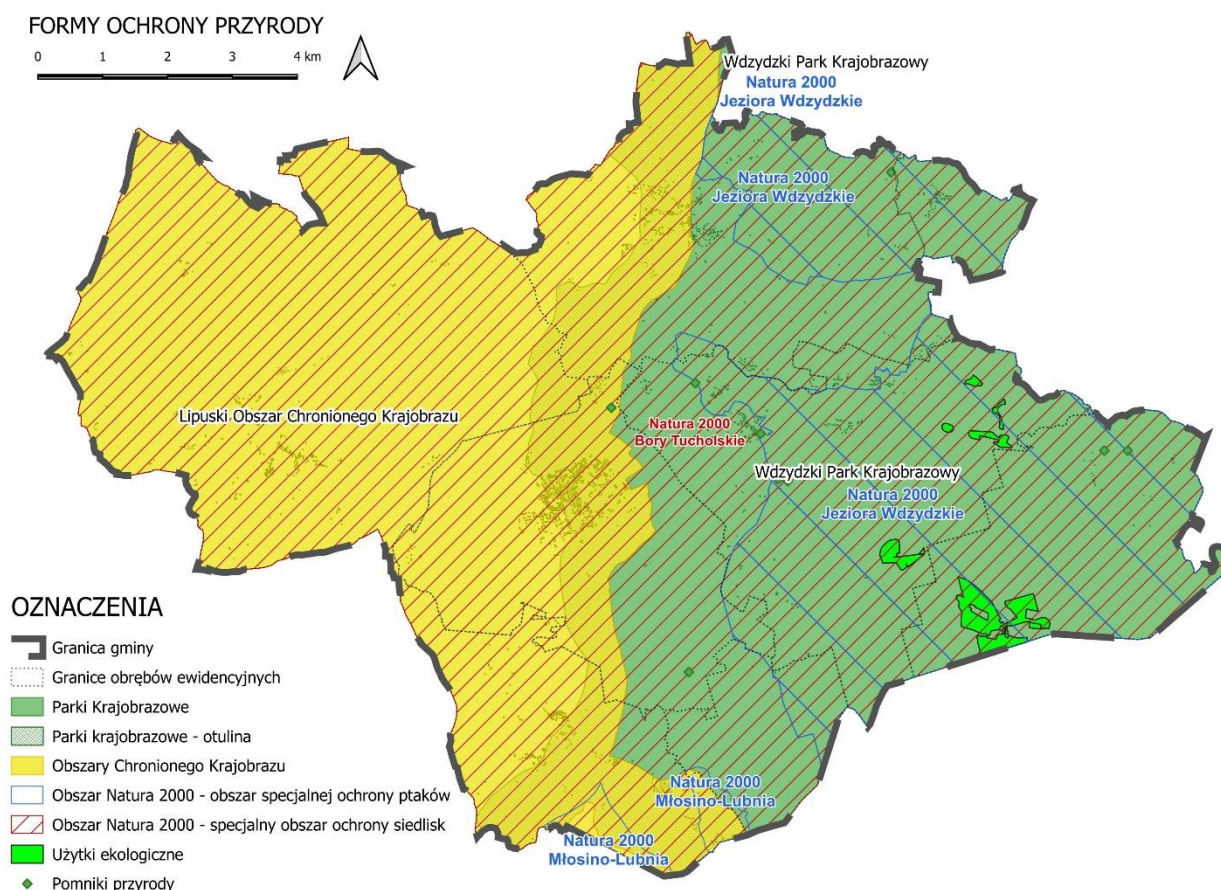 FORMY OCHRONY PRZYRODY
0 1 2 3 4 km
Wdzydzki Park Krajobrazowy
Natura 2000
Jeziora Wdzydzkie
Natura 2000
Jeziora Wdzydzkie
Lipuski Obszar Chronionego Krajobrazu
Natura 2000
Bory Tucholskie
Wdzydzki Park Krajobrazowy
Natura 2000
Jeziora Wdzydzkie
Natura 2000
Młosino-Lubnia
Natura 2000
Młosino-Lubnia
OZNACZENIA
Granica gminy
Granice obrębów ewidencyjnych
Parki Krajobrazowe
Parki krajobrazowe - otulina
Obszary Chronionego Krajobrazu
Obszar Natura 2000 - obszar specjalnej ochrony ptaków
Obszar Natura 2000 - specjalny obszar ochrony siedlisk
Użytki ekologiczne
Pomniki przyrody